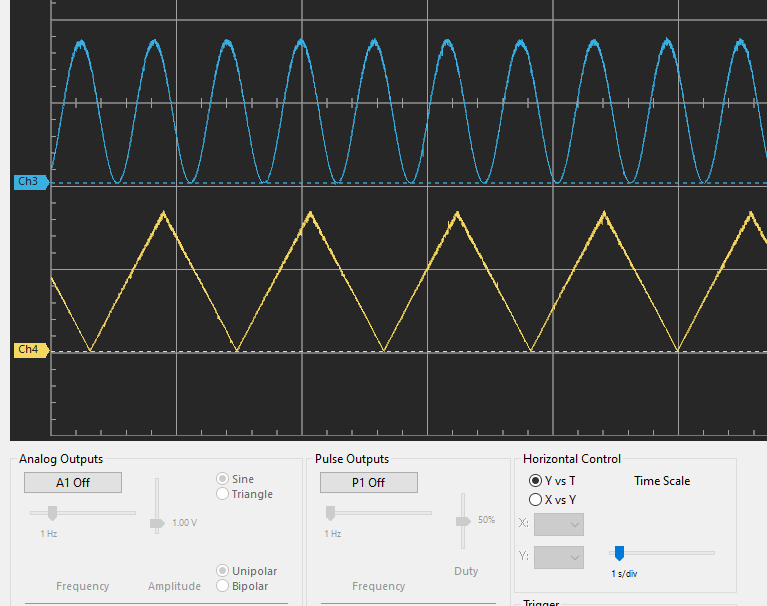 Ch3
Ch4
Analog Outputs
A1 Off
Sine
Triangle
1.00 V
1 Hz
Unipolar
Bipolar
Frequency
Amplitude
Pulse Outputs
P1 Off
50%
1 Hz
Duty
Frequency
Horizontal Control
Y vs T
Time Scale
X vs Y
X:
Y:
1 s/div
Trigger